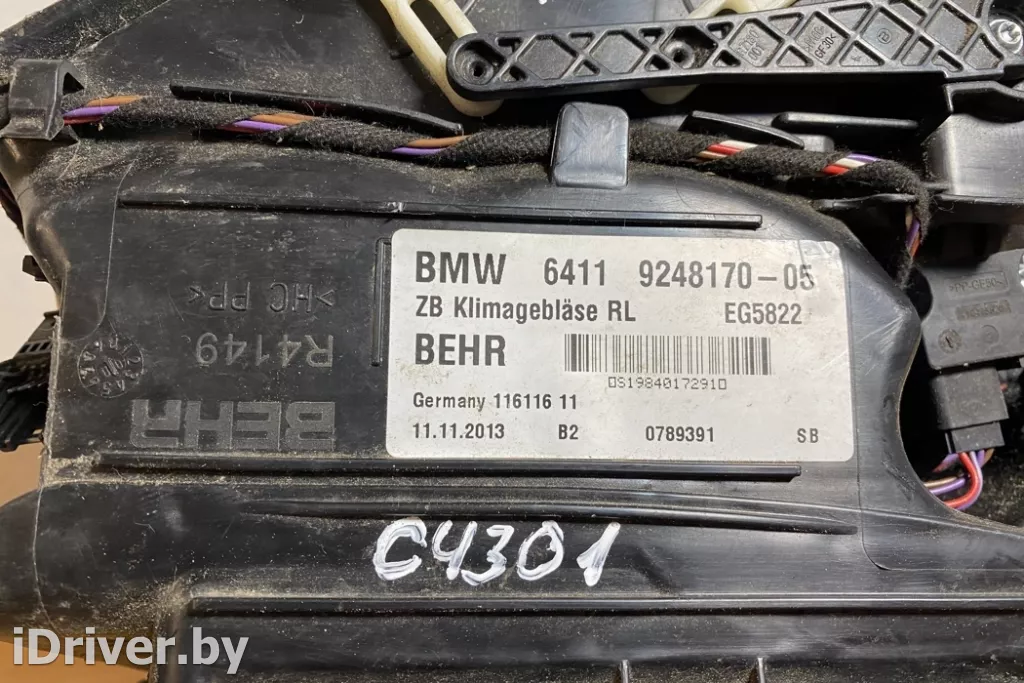 BMW 6411 9248170-05
ZB Klimagebläse RL EG5822
BEHR
0S19840172910
Germany 116116 11
11.11.2013 B2 0789391 SB
>HC PP<
R4149
BEHR
C4301
iDriver.by